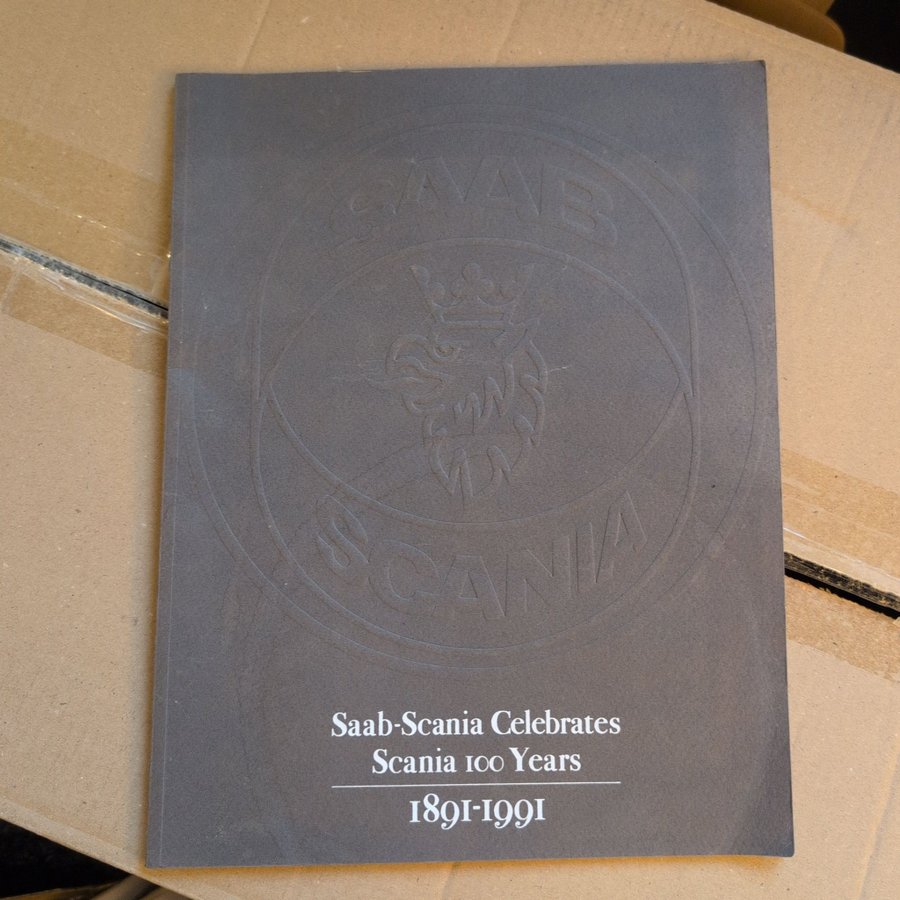 SAAB
SCANIA
Saab-Scania Celebrates
Scania 100 Years
1891-1991